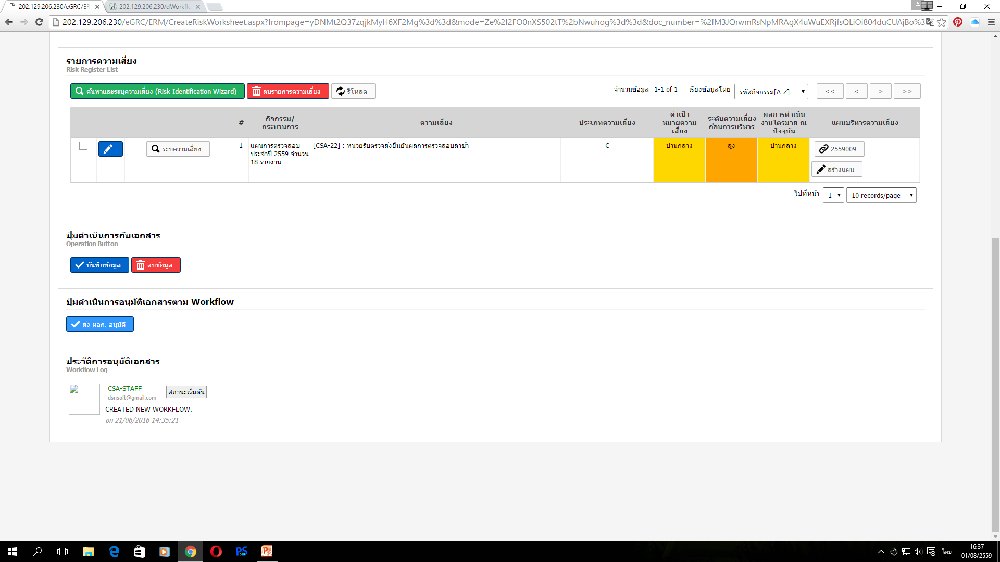 202.129.206.230/eGRC/ER
202.129.206.230/dWorkfl
202.129.206.230/eGRC/ERM/CreateRiskWorksheet.aspx?frompage=yDNMt2Q37zqjkMyH6XF2Mg%3d%3d&mode=Ze%2f2FO0nXS502tT%2bNwuhog%3d%3d&doc_number=%2fM3JQrwmRsNpMRAgX4uWuEXRjfsQLiOi804duCUAjBo%3
รายการความเสี่ยง
Risk Register List
ค้นหาและระบุความเสี่ยง (Risk Identification Wizard)
ลบรายการความเสี่ยง
รีโหลด
จำนวนข้อมูล 1-1 of 1
เรียงข้อมูลโดย
รหัสกิจกรรม[A-Z]
<<
<
>
>>
#
กิจกรรม/
กระบวนการ
ความเสี่ยง
ประเภทความเสี่ยง
ค่าเป้า
หมายความ
เสี่ยง
ระดับความเสี่ยง
ก่อนการบริหาร
ผลการดำเนิน
งานไตรมาส ณ
ปัจจุบัน
แผนบริหารความเสี่ยง
ระบุความเสี่ยง
1
แผนการตรวจสอบ
ประจำปี 2559 จำนวน
18 รายงาน
[CSA-22] : หน่วยรับตรวจส่งยืนยันผลการตรวจสอบล่าช้า
C
ปานกลาง
สูง
ปานกลาง
2559009
สร้างแผน
ไปที่หน้า
1
10 records/page
ปุ่มดำเนินการกับเอกสาร
Operation Button
บันทึกข้อมูล
ลบข้อมูล
ปุ่มดำเนินการอนุมัติเอกสารตาม Workflow
ส่ง ผอก. อนุมัติ
ประวัติการอนุมัติเอกสาร
Workflow Log
CSA-STAFF
dsnsoft@gmail.com
สถานะเริ่มต้น
CREATED NEW WORKFLOW.
on 21/06/2016 14:35:21
ไทย
16:37
01/08/2559